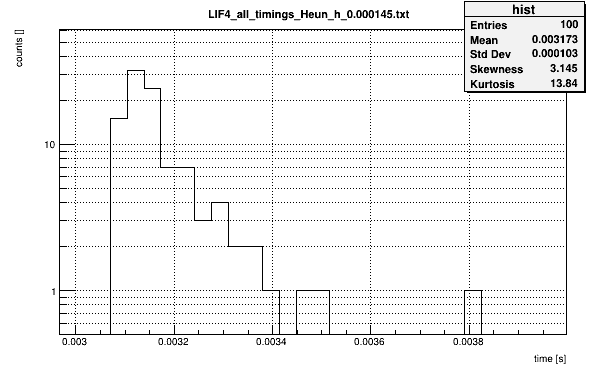 LIF4_all_timings_Heun_h_0.000145.txt
hist
Entries 100
Mean 0.003173
Std Dev 0.000103
Skewness 3.145
Kurtosis 13.84
counts []
10
1
0.003 0.0032 0.0034 0.0036 0.0038
time [s]